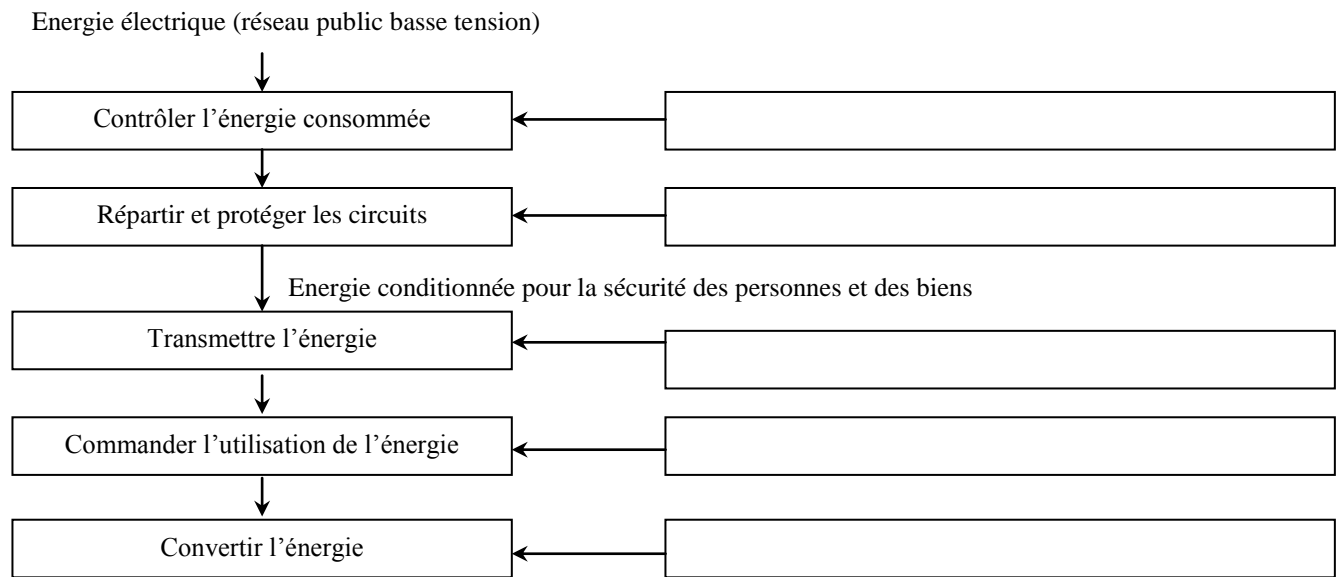 Energie électrique (réseau public basse tension)
Contrôler l’énergie consommée
Répartir et protéger les circuits
Energie conditionnée pour la sécurité des personnes et des biens
Transmettre l’énergie
Commander l’utilisation de l’énergie
Convertir l’énergie